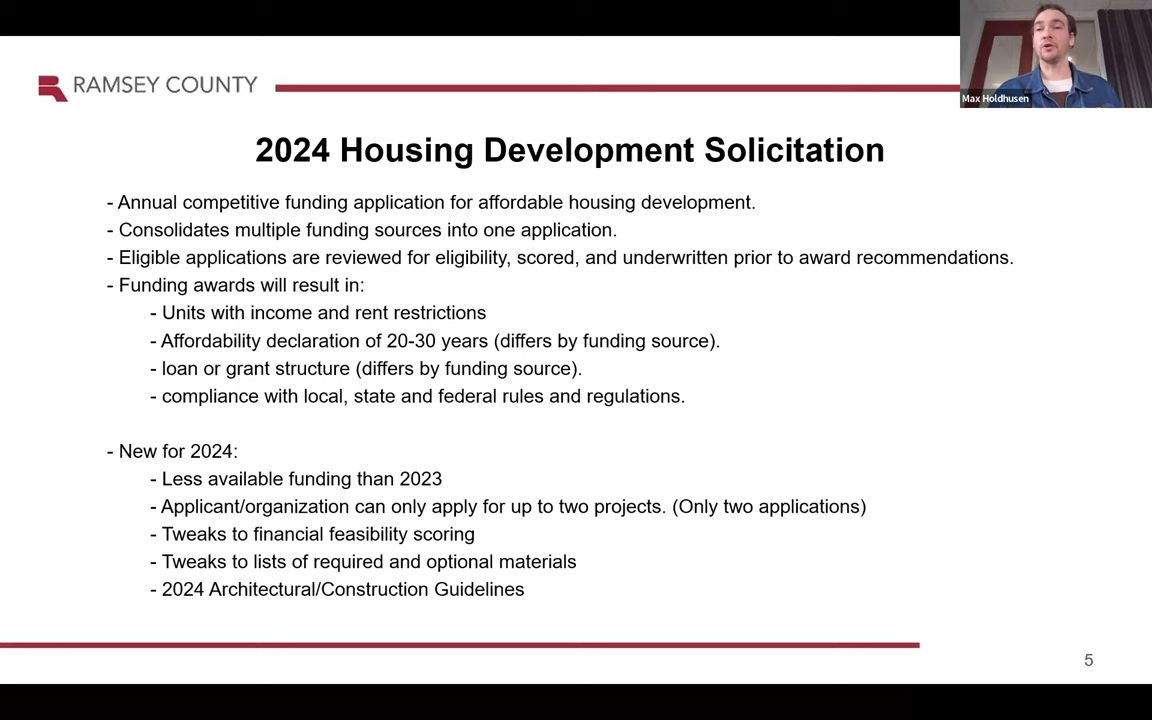 RAMSEY COUNTY
Max Holdhusen
2024 Housing Development Solicitation
- Annual competitive funding application for affordable housing development.
- Consolidates multiple funding sources into one application.
- Eligible applications are reviewed for eligibility, scored, and underwritten prior to award recommendations.
- Funding awards will result in:
- Units with income and rent restrictions
- Affordability declaration of 20-30 years (differs by funding source).
- loan or grant structure (differs by funding source).
- compliance with local, state and federal rules and regulations.
- New for 2024:
- Less available funding than 2023
- Applicant/organization can only apply for up to two projects. (Only two applications)
- Tweaks to financial feasibility scoring
- Tweaks to lists of required and optional materials
- 2024 Architectural/Construction Guidelines
5